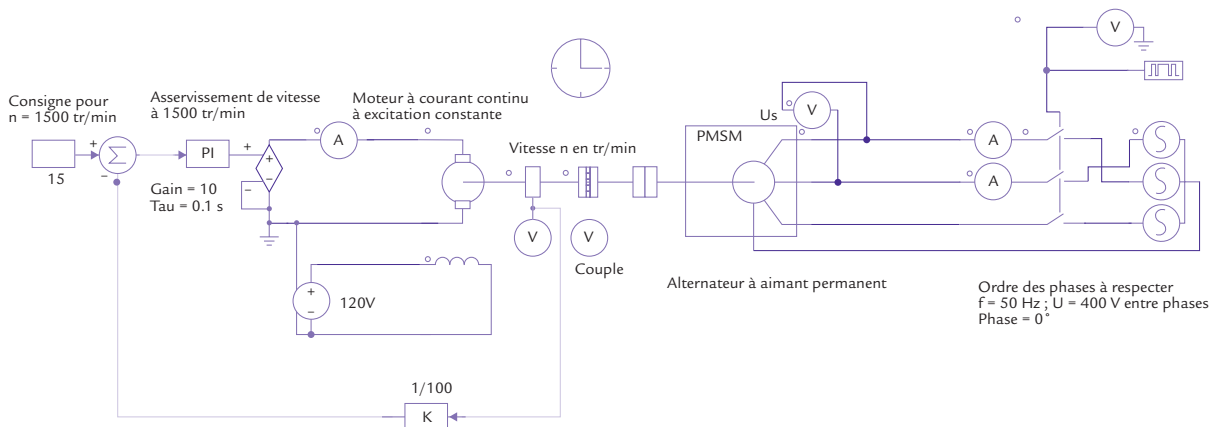 Consigne pour
n = 1500 tr/min
15
+
Σ
-
Asservissement de vitesse
à 1500 tr/min
PI
Gain = 10
Tau = 0.1 s
+
+
-
-
A
Moteur à courant continu
à excitation constante
+
-
120V
Vitesse n en tr/min
V
V
Couple
1/100
K
PMSM
Us
V
Alternateur à aimant permanent
A
A
V
Ordre des phases à respecter
f = 50 Hz ; U = 400 V entre phases
Phase = 0°